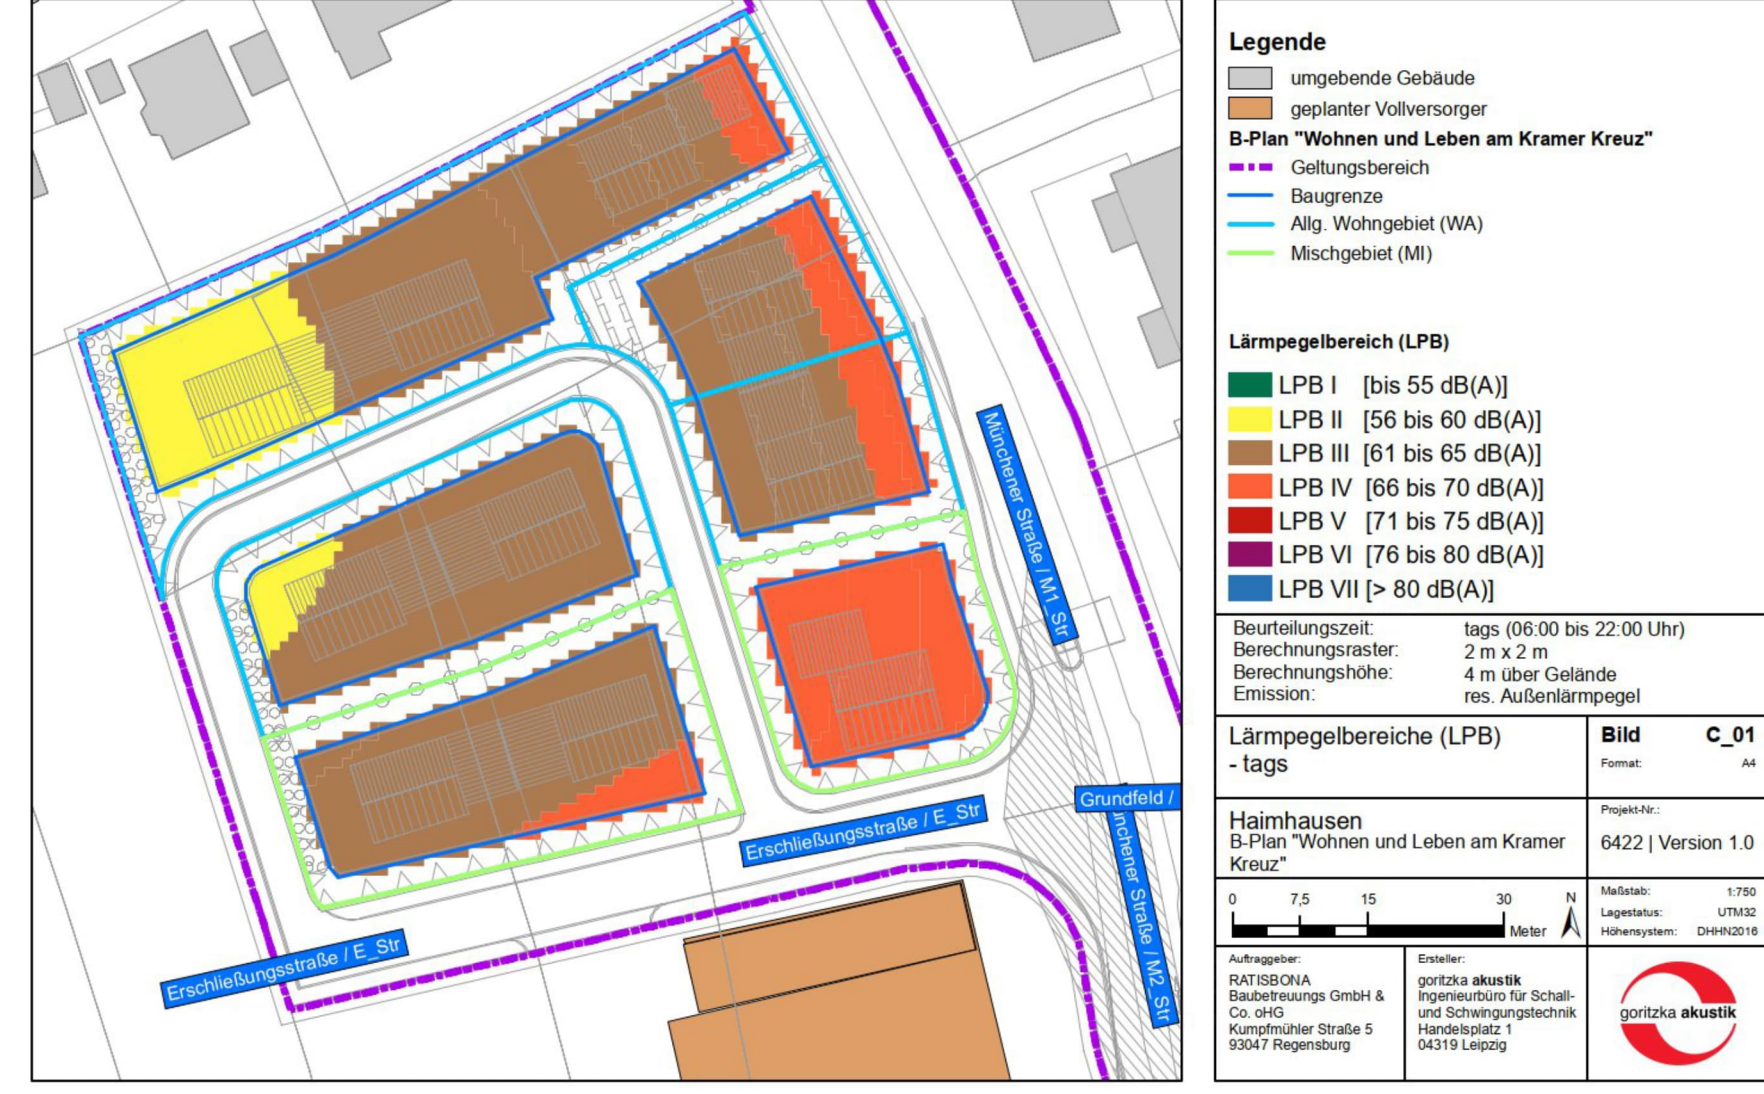 Münchener Straße / M1_Str
Grundfeld /
Münchener Straße / M2_Str
Erschließungsstraße / E_Str
Erschließungsstraße / E_Str
Legende
umgebende Gebäude
geplanter Vollversorger
B-Plan "Wohnen und Leben am Kramer Kreuz"
Geltungsbereich
Baugrenze
Allg. Wohngebiet (WA)
Mischgebiet (MI)
Lärmpegelbereich (LPB)
LPB I [bis 55 dB(A)]
LPB II [56 bis 60 dB(A)]
LPB III [61 bis 65 dB(A)]
LPB IV [66 bis 70 dB(A)]
LPB V [71 bis 75 dB(A)]
LPB VI [76 bis 80 dB(A)]
LPB VII [> 80 dB(A)]
Beurteilungszeit: tags (06:00 bis 22:00 Uhr)
Berechnungsraster: 2 m x 2 m
Berechnungshöhe: 4 m über Gelände
Emission: res. Außenlärmpegel
Lärmpegelbereiche (LPB)
- tags
Bild C_01
Format: A4
Haimhausen
B-Plan "Wohnen und Leben am Kramer
Kreuz"
Projekt-Nr.:
6422 | Version 1.0
0 7,5 15 30
Meter
N
Maßstab: 1:750
Lagestatus: UTM32
Höhensystem: DHHN2016
Auftraggeber:
RATISBONA
Baubetreuungs GmbH &
Co. oHG
Kumpfmühler Straße 5
93047 Regensburg
Ersteller:
goritzka akustik
Ingenieurbüro für Schall-
und Schwingungstechnik
Handelsplatz 1
04319 Leipzig
goritzka akustik